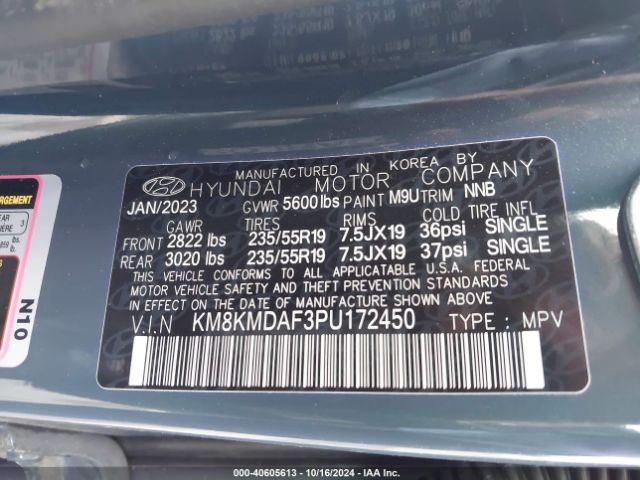 MANUFACTURED IN KOREA BY
HYUNDAI MOTOR COMPANY
JAN/2023 GVWR 5600lbs PAINT M9U TRIM NNB
GAWR TIRES RIMS COLD TIRE INFL
FRONT 2822 lbs 235/55R19 7.5JX19 36psi SINGLE
REAR 3020 lbs 235/55R19 7.5JX19 37psi SINGLE
THIS VEHICLE CONFORMS TO ALL APPLICABLE U.S.A. FEDERAL
MOTOR VEHICLE SAFETY AND THEFT PREVENTION STANDARDS
IN EFFECT ON THE DATE OF MANUFACTURE SHOWN ABOVE.
V.I.N KM8KMDAF3PU172450 TYPE : MPV
N10
000-40605613 - 10/16/2024 - IAA Inc.